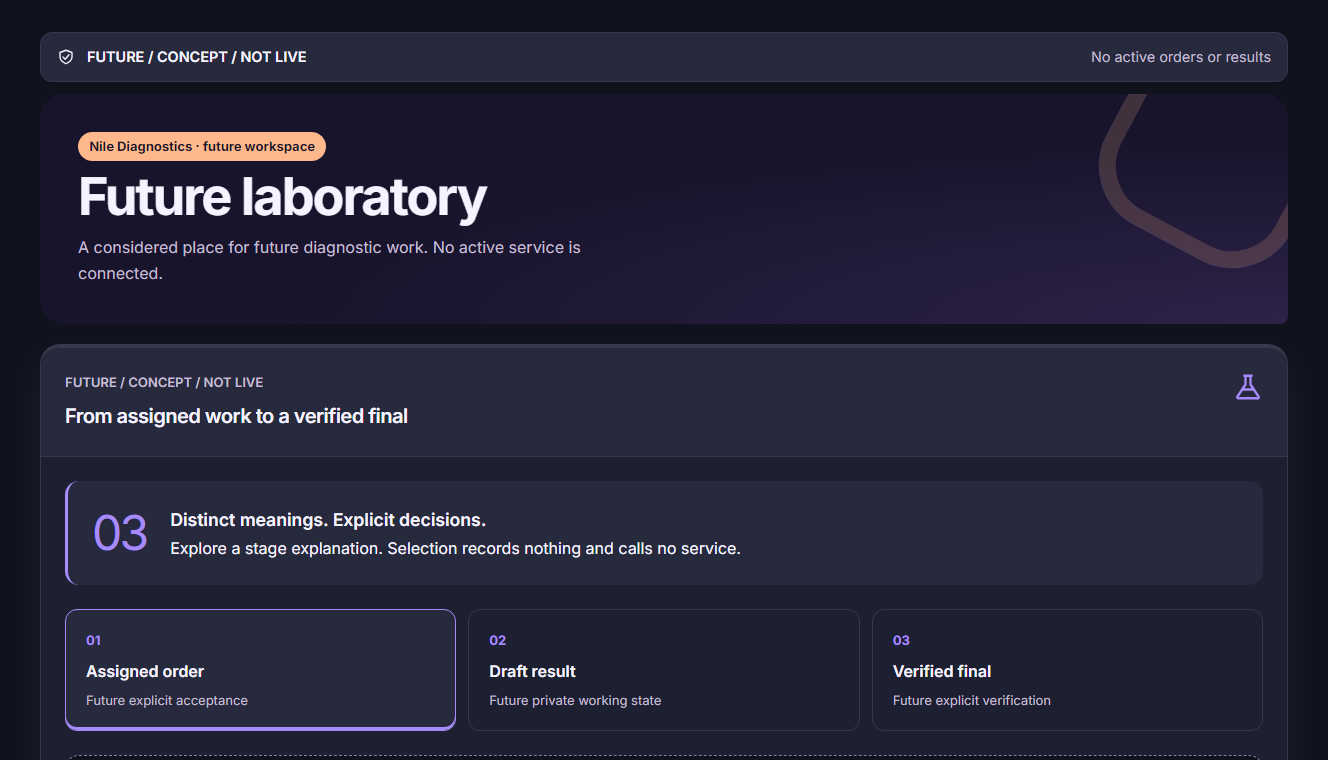 FUTURE / CONCEPT / NOT LIVE
No active orders or results
Nile Diagnostics · future workspace
Future laboratory
A considered place for future diagnostic work. No active service is
connected.
FUTURE / CONCEPT / NOT LIVE
From assigned work to a verified final
03
Distinct meanings. Explicit decisions.
Explore a stage explanation. Selection records nothing and calls no service.
01
Assigned order
Future explicit acceptance
02
Draft result
Future private working state
03
Verified final
Future explicit verification